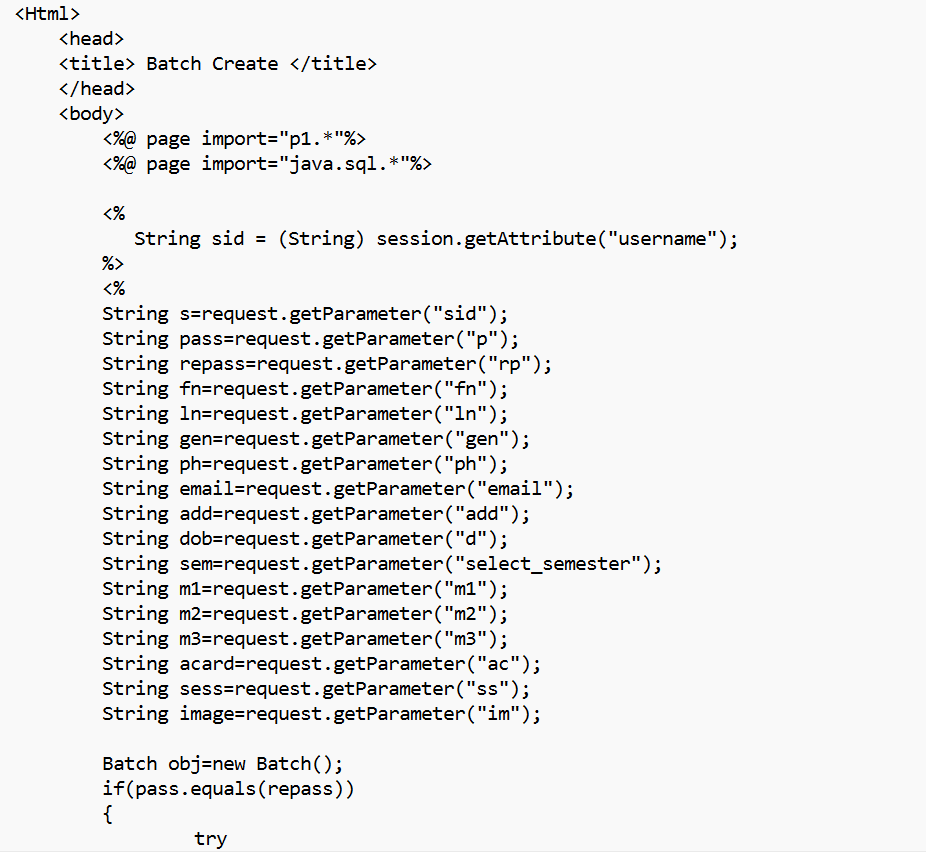 <Html>
<head>
<title> Batch Create </title>
</head>
<body>
<%@ page import="p1.*"%>
<%@ page import="java.sql.*"%>
<%
String sid = (String) session.getAttribute("username");
%>
<%
String s=request.getParameter("sid");
String pass=request.getParameter("p");
String repass=request.getParameter("rp");
String fn=request.getParameter("fn");
String ln=request.getParameter("ln");
String gen=request.getParameter("gen");
String ph=request.getParameter("ph");
String email=request.getParameter("email");
String add=request.getParameter("add");
String dob=request.getParameter("d");
String sem=request.getParameter("select_semester");
String m1=request.getParameter("m1");
String m2=request.getParameter("m2");
String m3=request.getParameter("m3");
String acard=request.getParameter("ac");
String sess=request.getParameter("ss");
String image=request.getParameter("im");
Batch obj=new Batch();
if(pass.equals(repass))
{
try